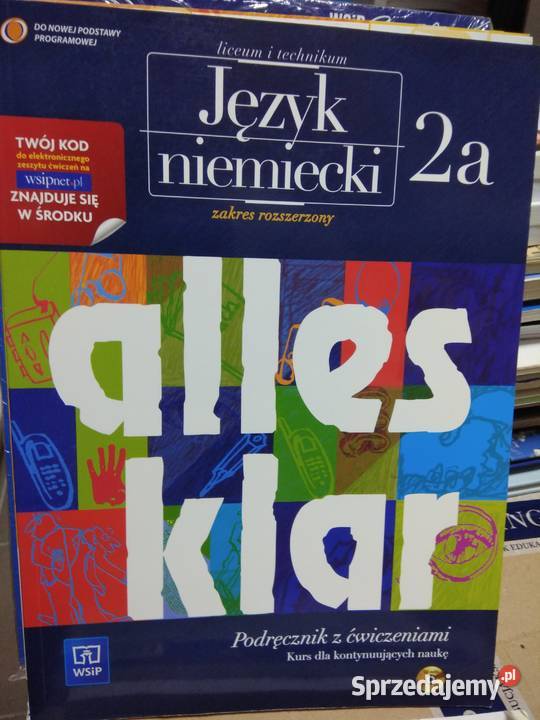 WSiP
DO NOWEJ PODSTAWY
PROGRAMOWEJ
liceum i technikum
Język
niemiecki
2a
zakres rozszerzony
TWÓJ KOD
do elektronicznego
zeszytu ćwiczeń na
wsipnet.pl
ZNAJDUJE SIĘ
W ŚRODKU
alles
klar
Podręcznik z ćwiczeniami
Kurs dla kontynuujących naukę
WSiP
Sprzedajemy.pl